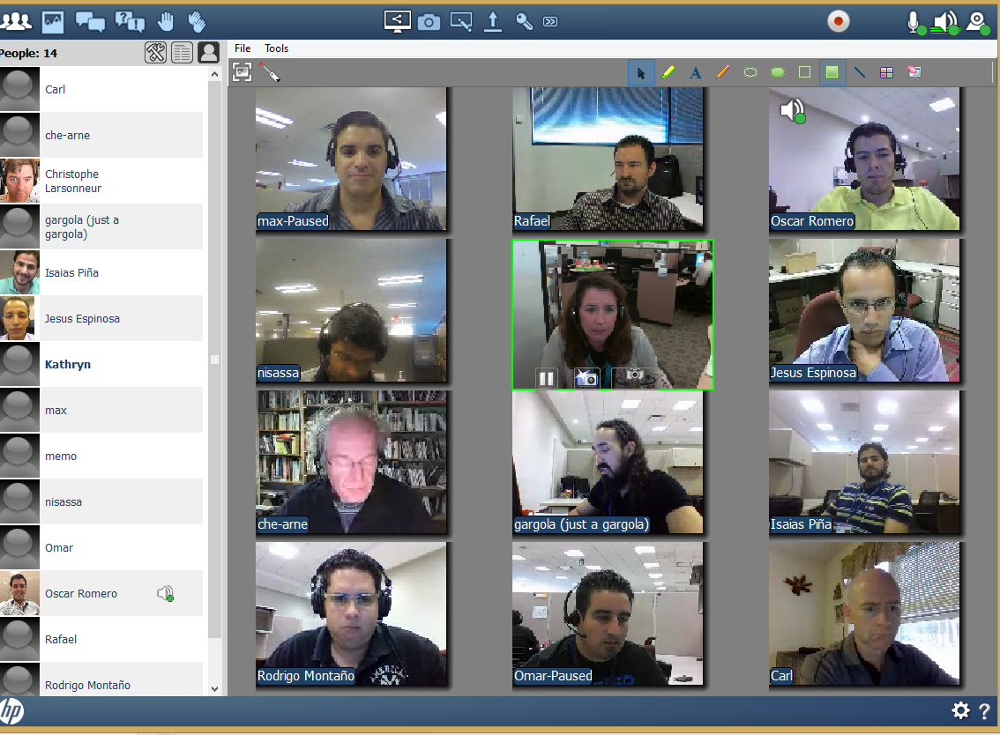 People: 14
File Tools
Carl
che-arne
Christophe
Larsonneur
gargola (just a
gargola)
Isaias Piña
Jesus Espinosa
Kathryn
max
memo
nisassa
Omar
Oscar Romero
Rafael
Rodrigo Montaño
max-Paused
Rafael
Oscar Romero
nisassa
Jesus Espinosa
che-arne
gargola (just a gargola)
Isaias Piña
Rodrigo Montaño
Omar-Paused
Carl
A
hp
?